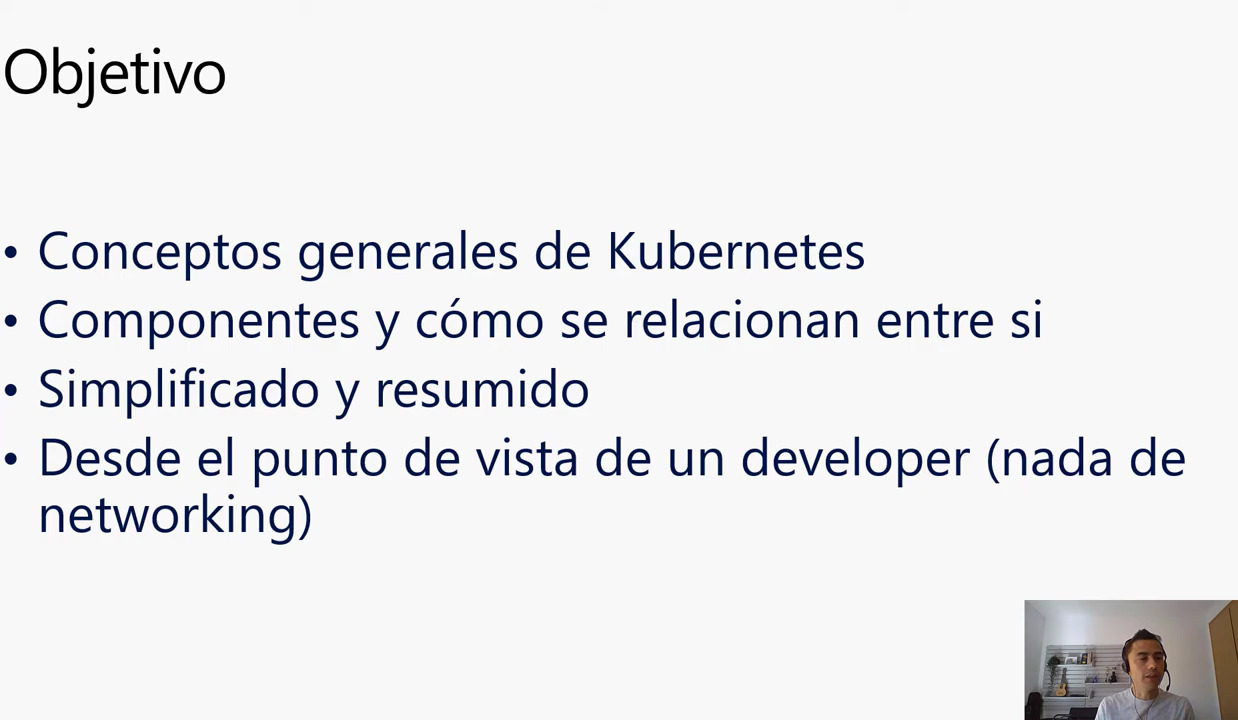 Objetivo
• Conceptos generales de Kubernetes
• Componentes y cómo se relacionan entre si
• Simplificado y resumido
• Desde el punto de vista de un developer (nada de
networking)